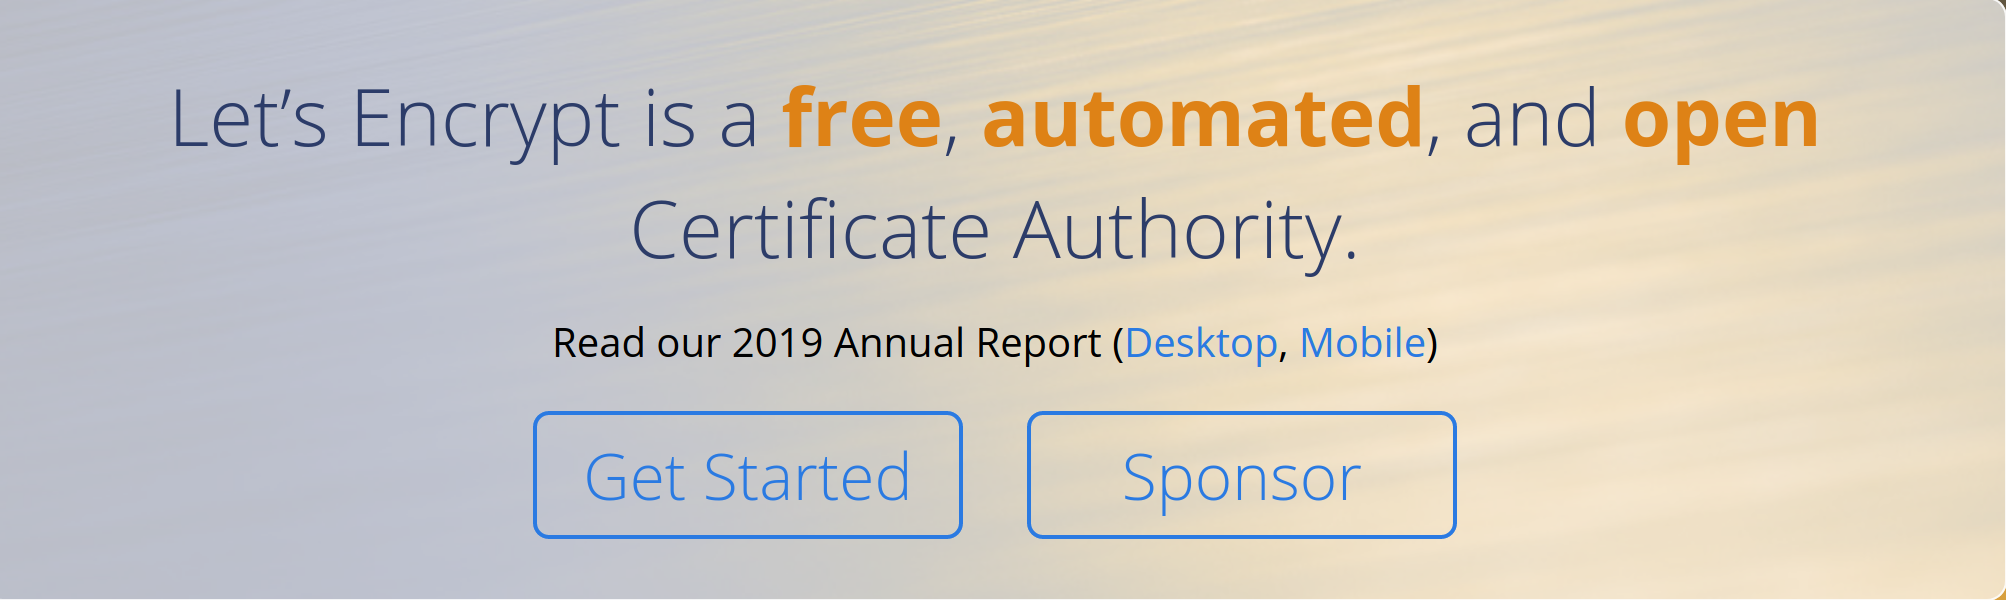 Let’s Encrypt is a free, automated, and open
Certificate Authority.
Read our 2019 Annual Report (Desktop, Mobile)
Get Started
Sponsor